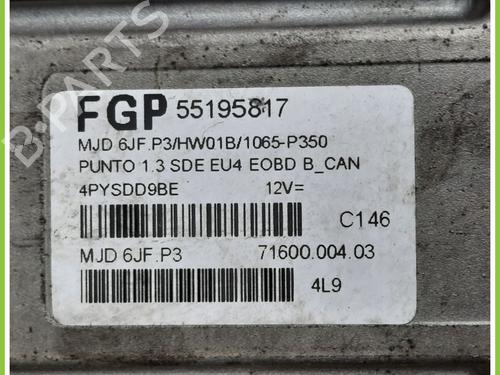 B-PARTS
FGP 55195817
MJD 6JF.P3/HW01B/1065-P350
PUNTO 1.3 SDE EU4 EOBD B_CAN
4PYSDD9BE 12V=
C146
MJD 6JF.P3 71600.004.03
4L9